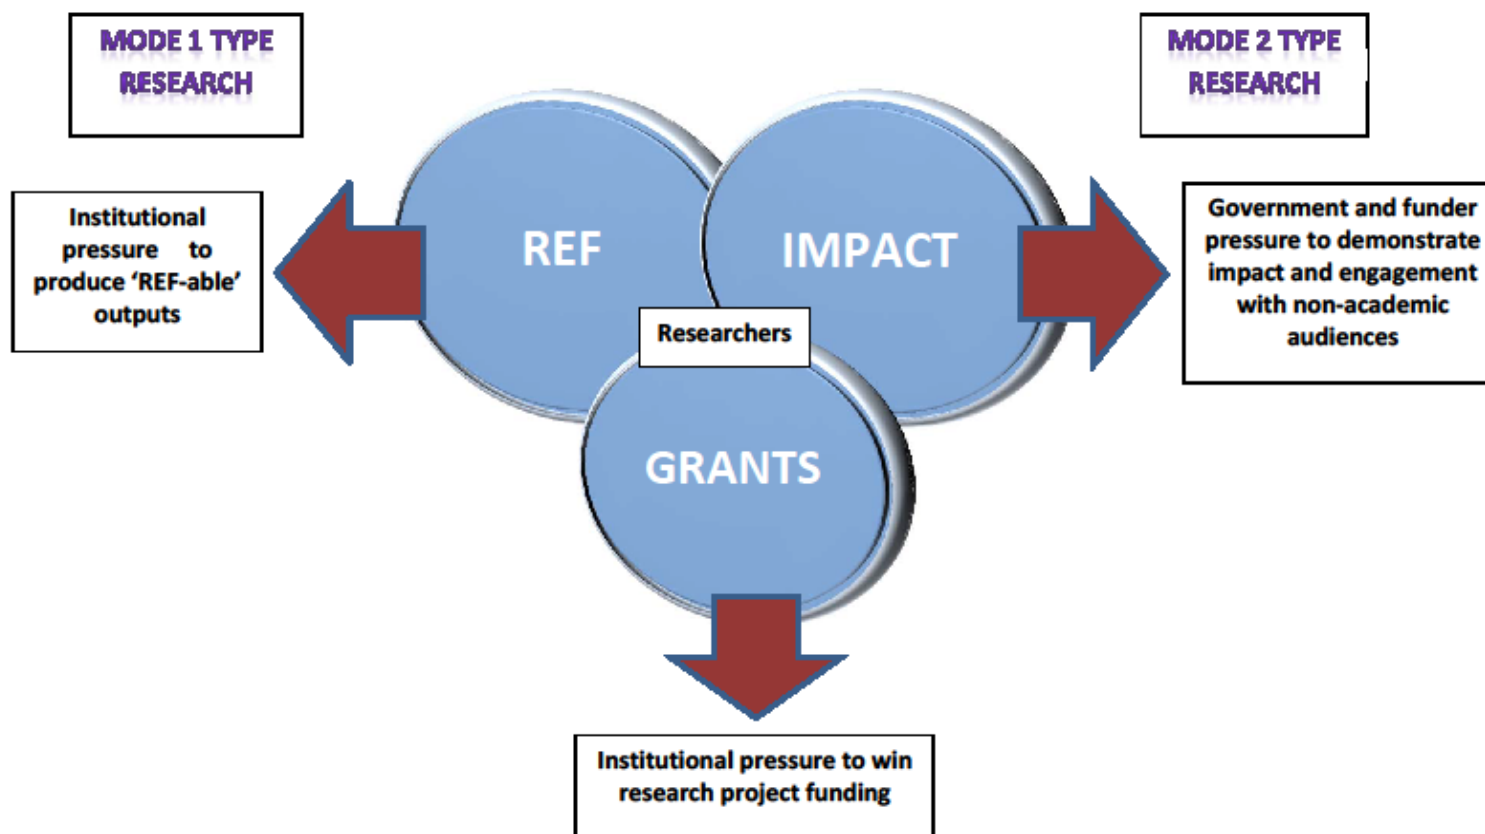 MODE 1 TYPE
RESEARCH
MODE 2 TYPE
RESEARCH
Institutional
pressure to
produce ‘REF-able’
outputs
REF
IMPACT
Government and funder
pressure to demonstrate
impact and engagement
with non-academic
audiences
Researchers
GRANTS
Institutional pressure to win
research project funding